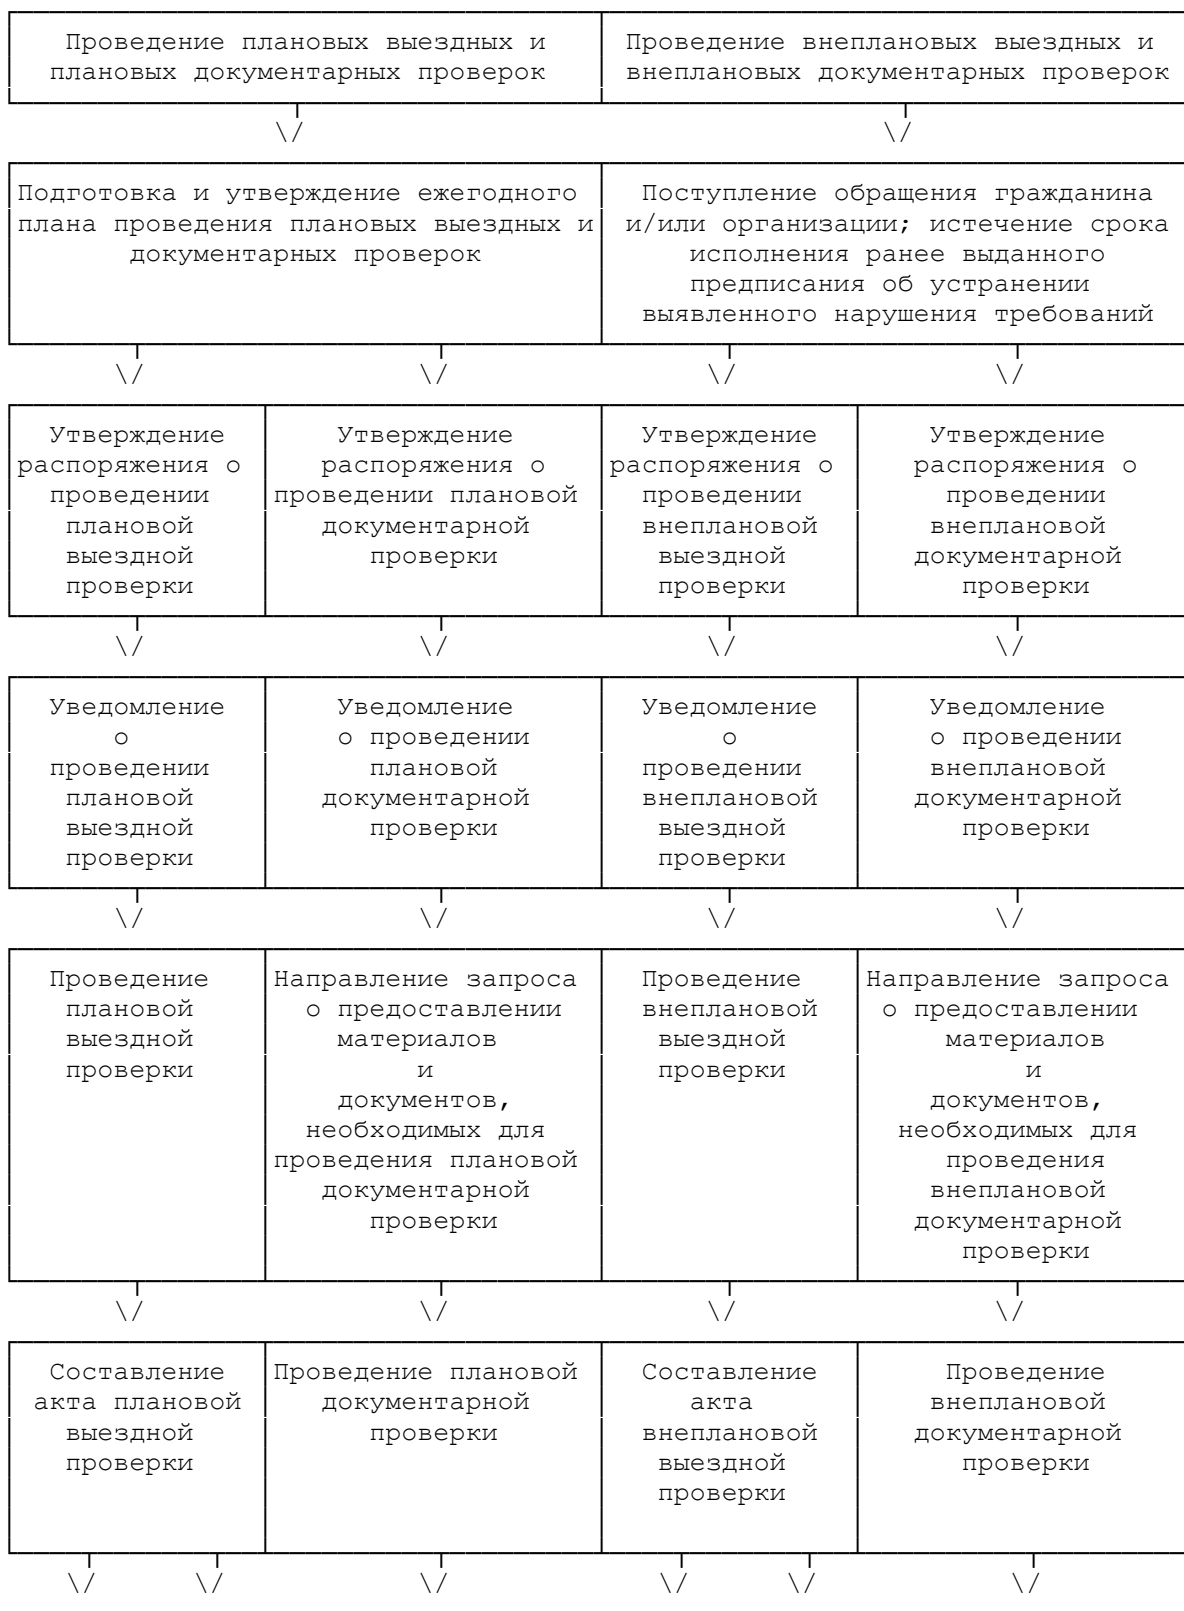 Проведение плановых выездных и
плановых документарных проверок
Проведение внеплановых выездных и
внеплановых документарных проверок
\/ \/
Подготовка и утверждение ежегодного
плана проведения плановых выездных и
документарных проверок
Поступление обращения гражданина
и/или организации; истечение срока
исполнения ранее выданного
предписания об устранении
выявленного нарушения требований
\/ \/ \/ \/
Утверждение
распоряжения о
проведении
плановой
выездной
проверки
Утверждение
распоряжения о
проведении плановой
документарной
проверки
Утверждение
распоряжения о
проведении
внеплановой
выездной
проверки
Утверждение
распоряжения о
проведении
внеплановой
документарной
проверки
\/ \/ \/ \/
Уведомление
о
проведении
плановой
выездной
проверки
Уведомление
о проведении
плановой
документарной
проверки
Уведомление
о
проведении
внеплановой
выездной
проверки
Уведомление
о проведении
внеплановой
документарной
проверки
\/ \/ \/ \/
Проведение
плановой
выездной
проверки
Направление запроса
о предоставлении
материалов
и
документов,
необходимых для
проведения плановой
документарной
проверки
Проведение
внеплановой
выездной
проверки
Направление запроса
о предоставлении
материалов
и
документов,
необходимых для
проведения
внеплановой
документарной
проверки
\/ \/ \/ \/
Составление
акта плановой
выездной
проверки
Проведение плановой
документарной
проверки
Составление
акта
внеплановой
выездной
проверки
Проведение
внеплановой
документарной
проверки
\/ \/ \/ \/ \/ \/